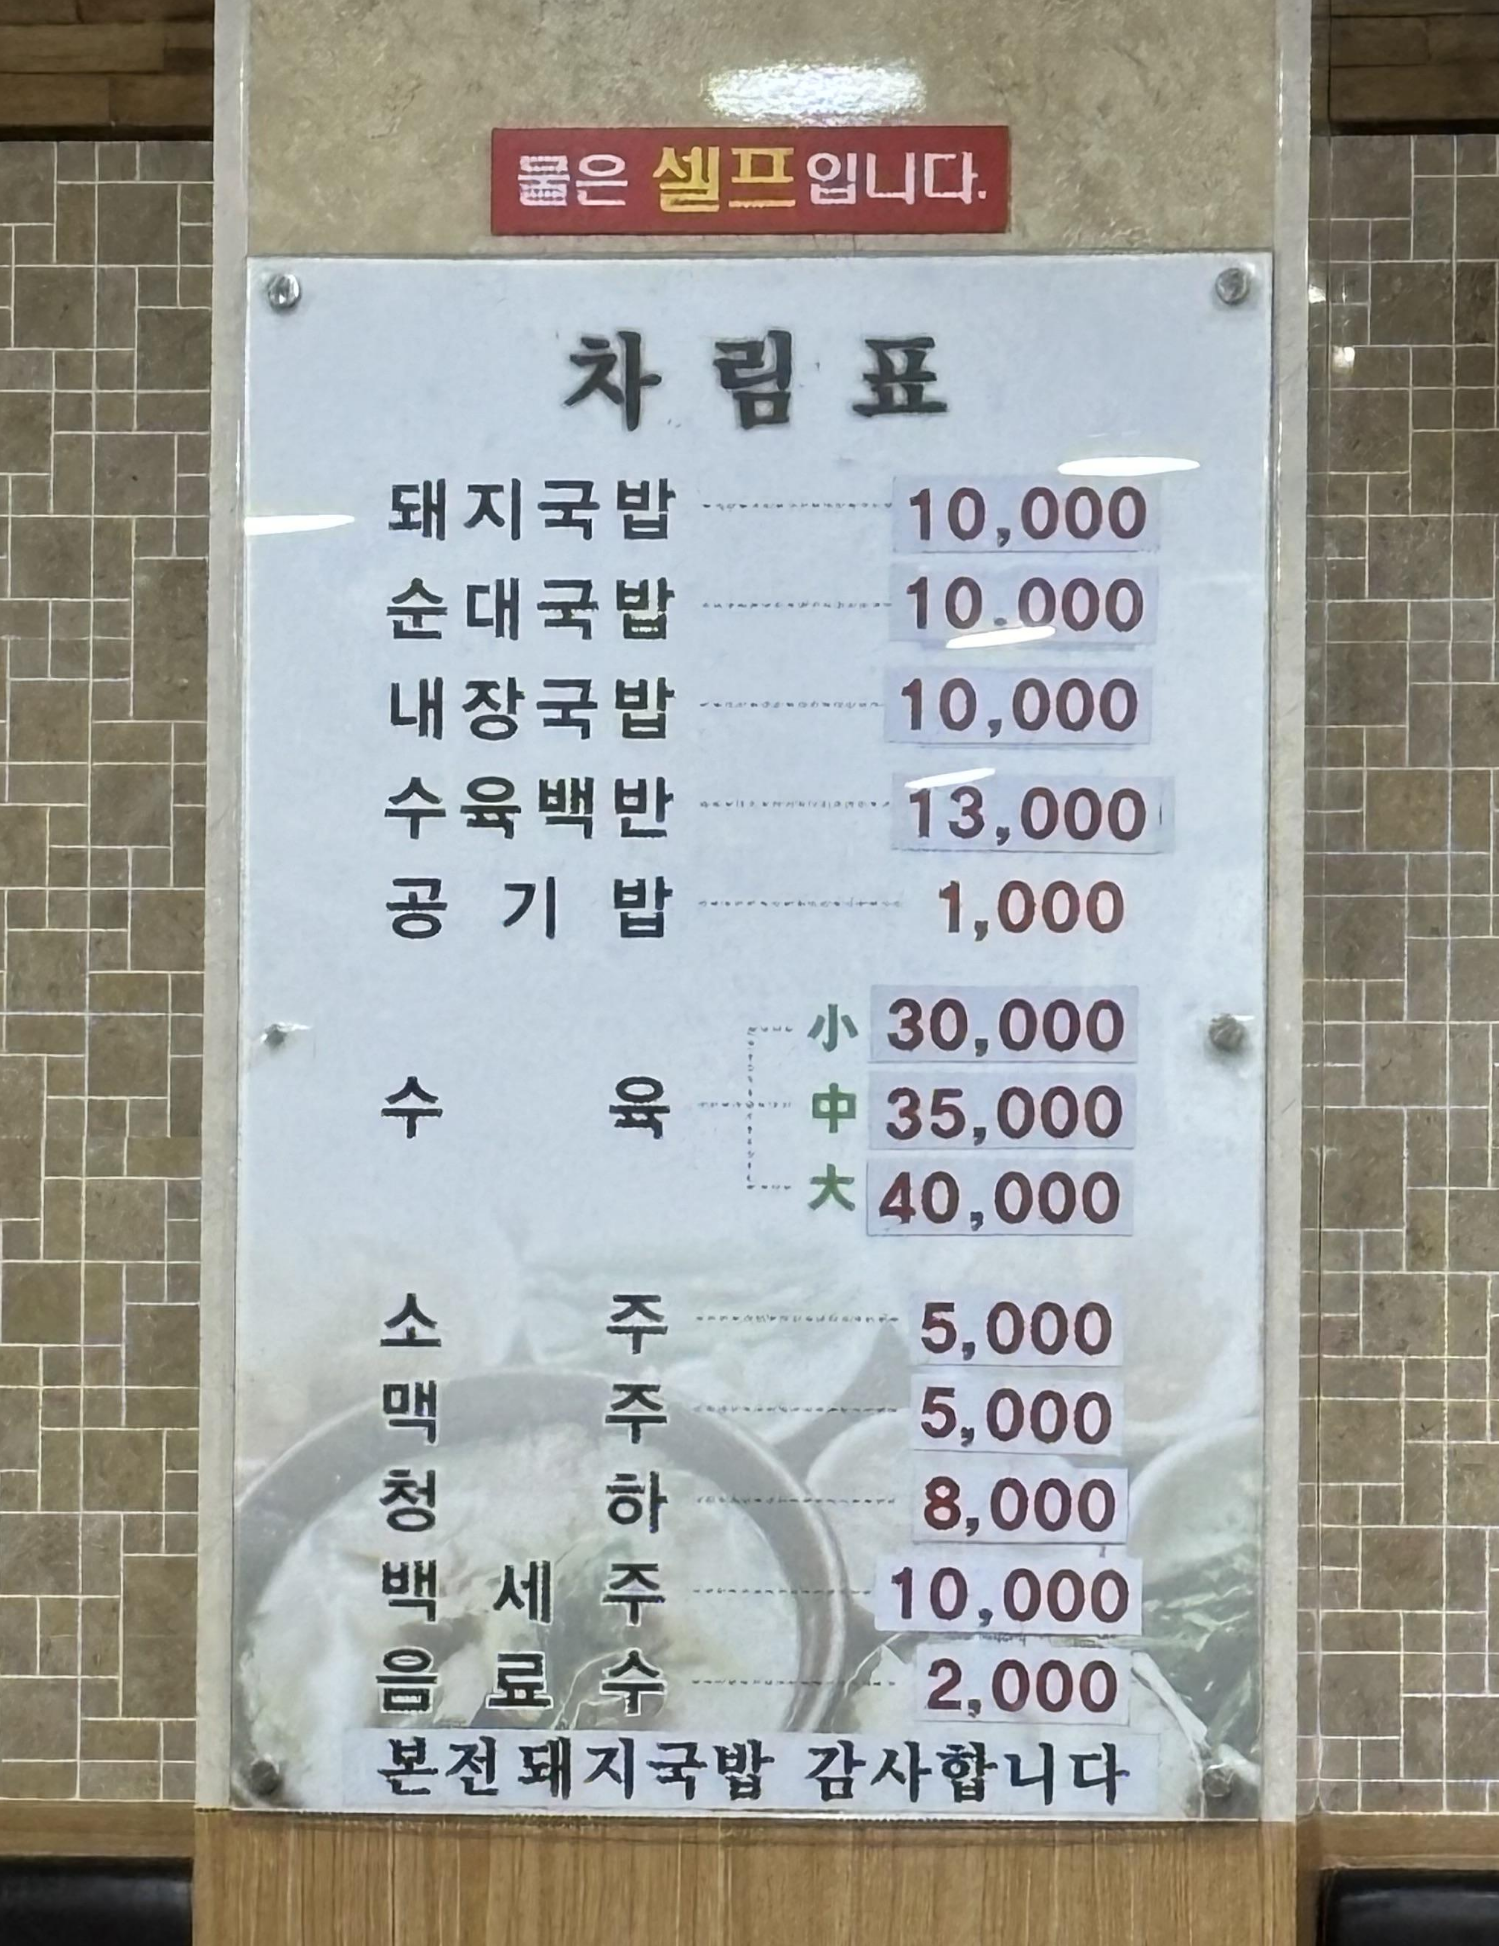 물은 셀프입니다.
차림표
돼지국밥 10,000
순대국밥 10.000
내장국밥 10,000
수육백반 13,000
공기밥 1,000
수육 小 30,000
中 35,000
大 40,000
소주 5,000
맥주 5,000
청하 8,000
백세주 10,000
음료수 2,000
본전돼지국밥 감사합니다